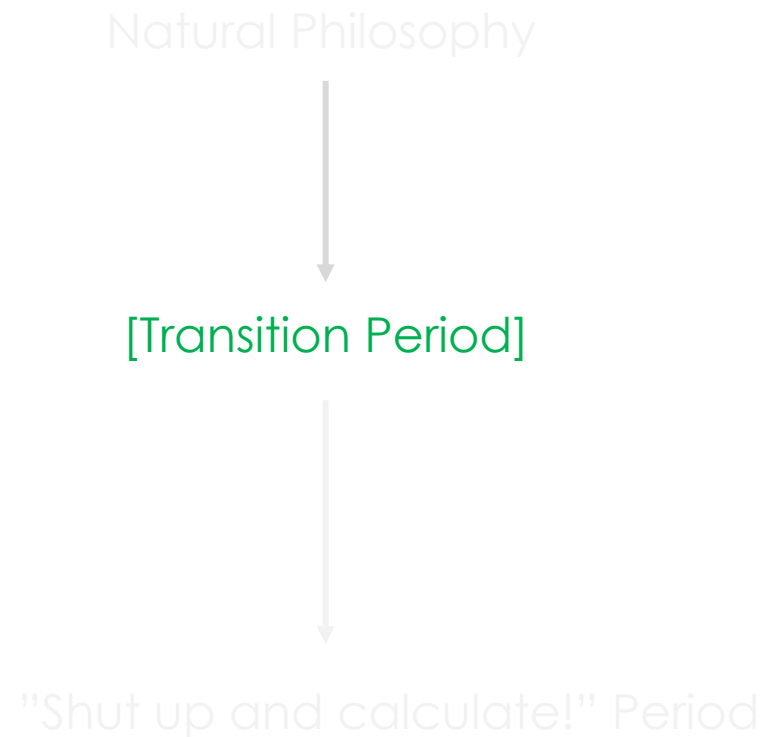 Natural Philosophy
[Transition Period]
”Shut up and calculate!” Period